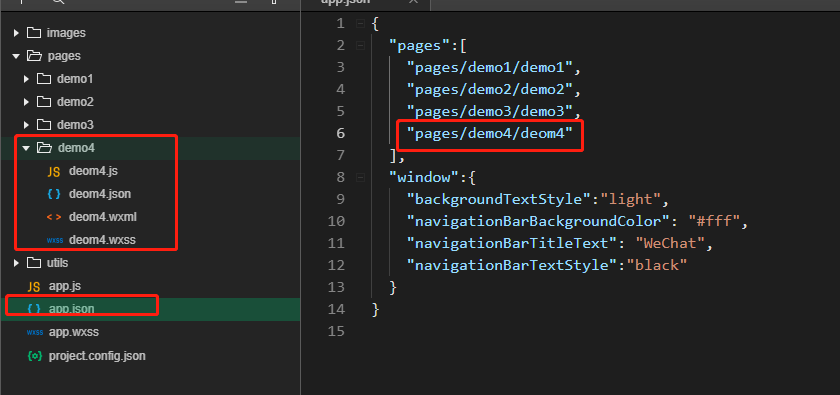 images
pages
demo1
demo2
demo3
demo4
JS deom4.js
{ } deom4.json
< > deom4.wxml
wxss deom4.wxss
utils
JS app.js
{ } app.json
wxss app.wxss
{o} project.config.json
app.json
1 {
2 "pages":[
3 "pages/demo1/demo1",
4 "pages/demo2/demo2",
5 "pages/demo3/demo3",
6 "pages/demo4/deom4"
7 ],
8 "window":{
9 "backgroundTextStyle":"light",
10 "navigationBarBackgroundColor": "#fff",
11 "navigationBarTitleText": "WeChat",
12 "navigationBarTextStyle":"black"
13 }
14 }
15